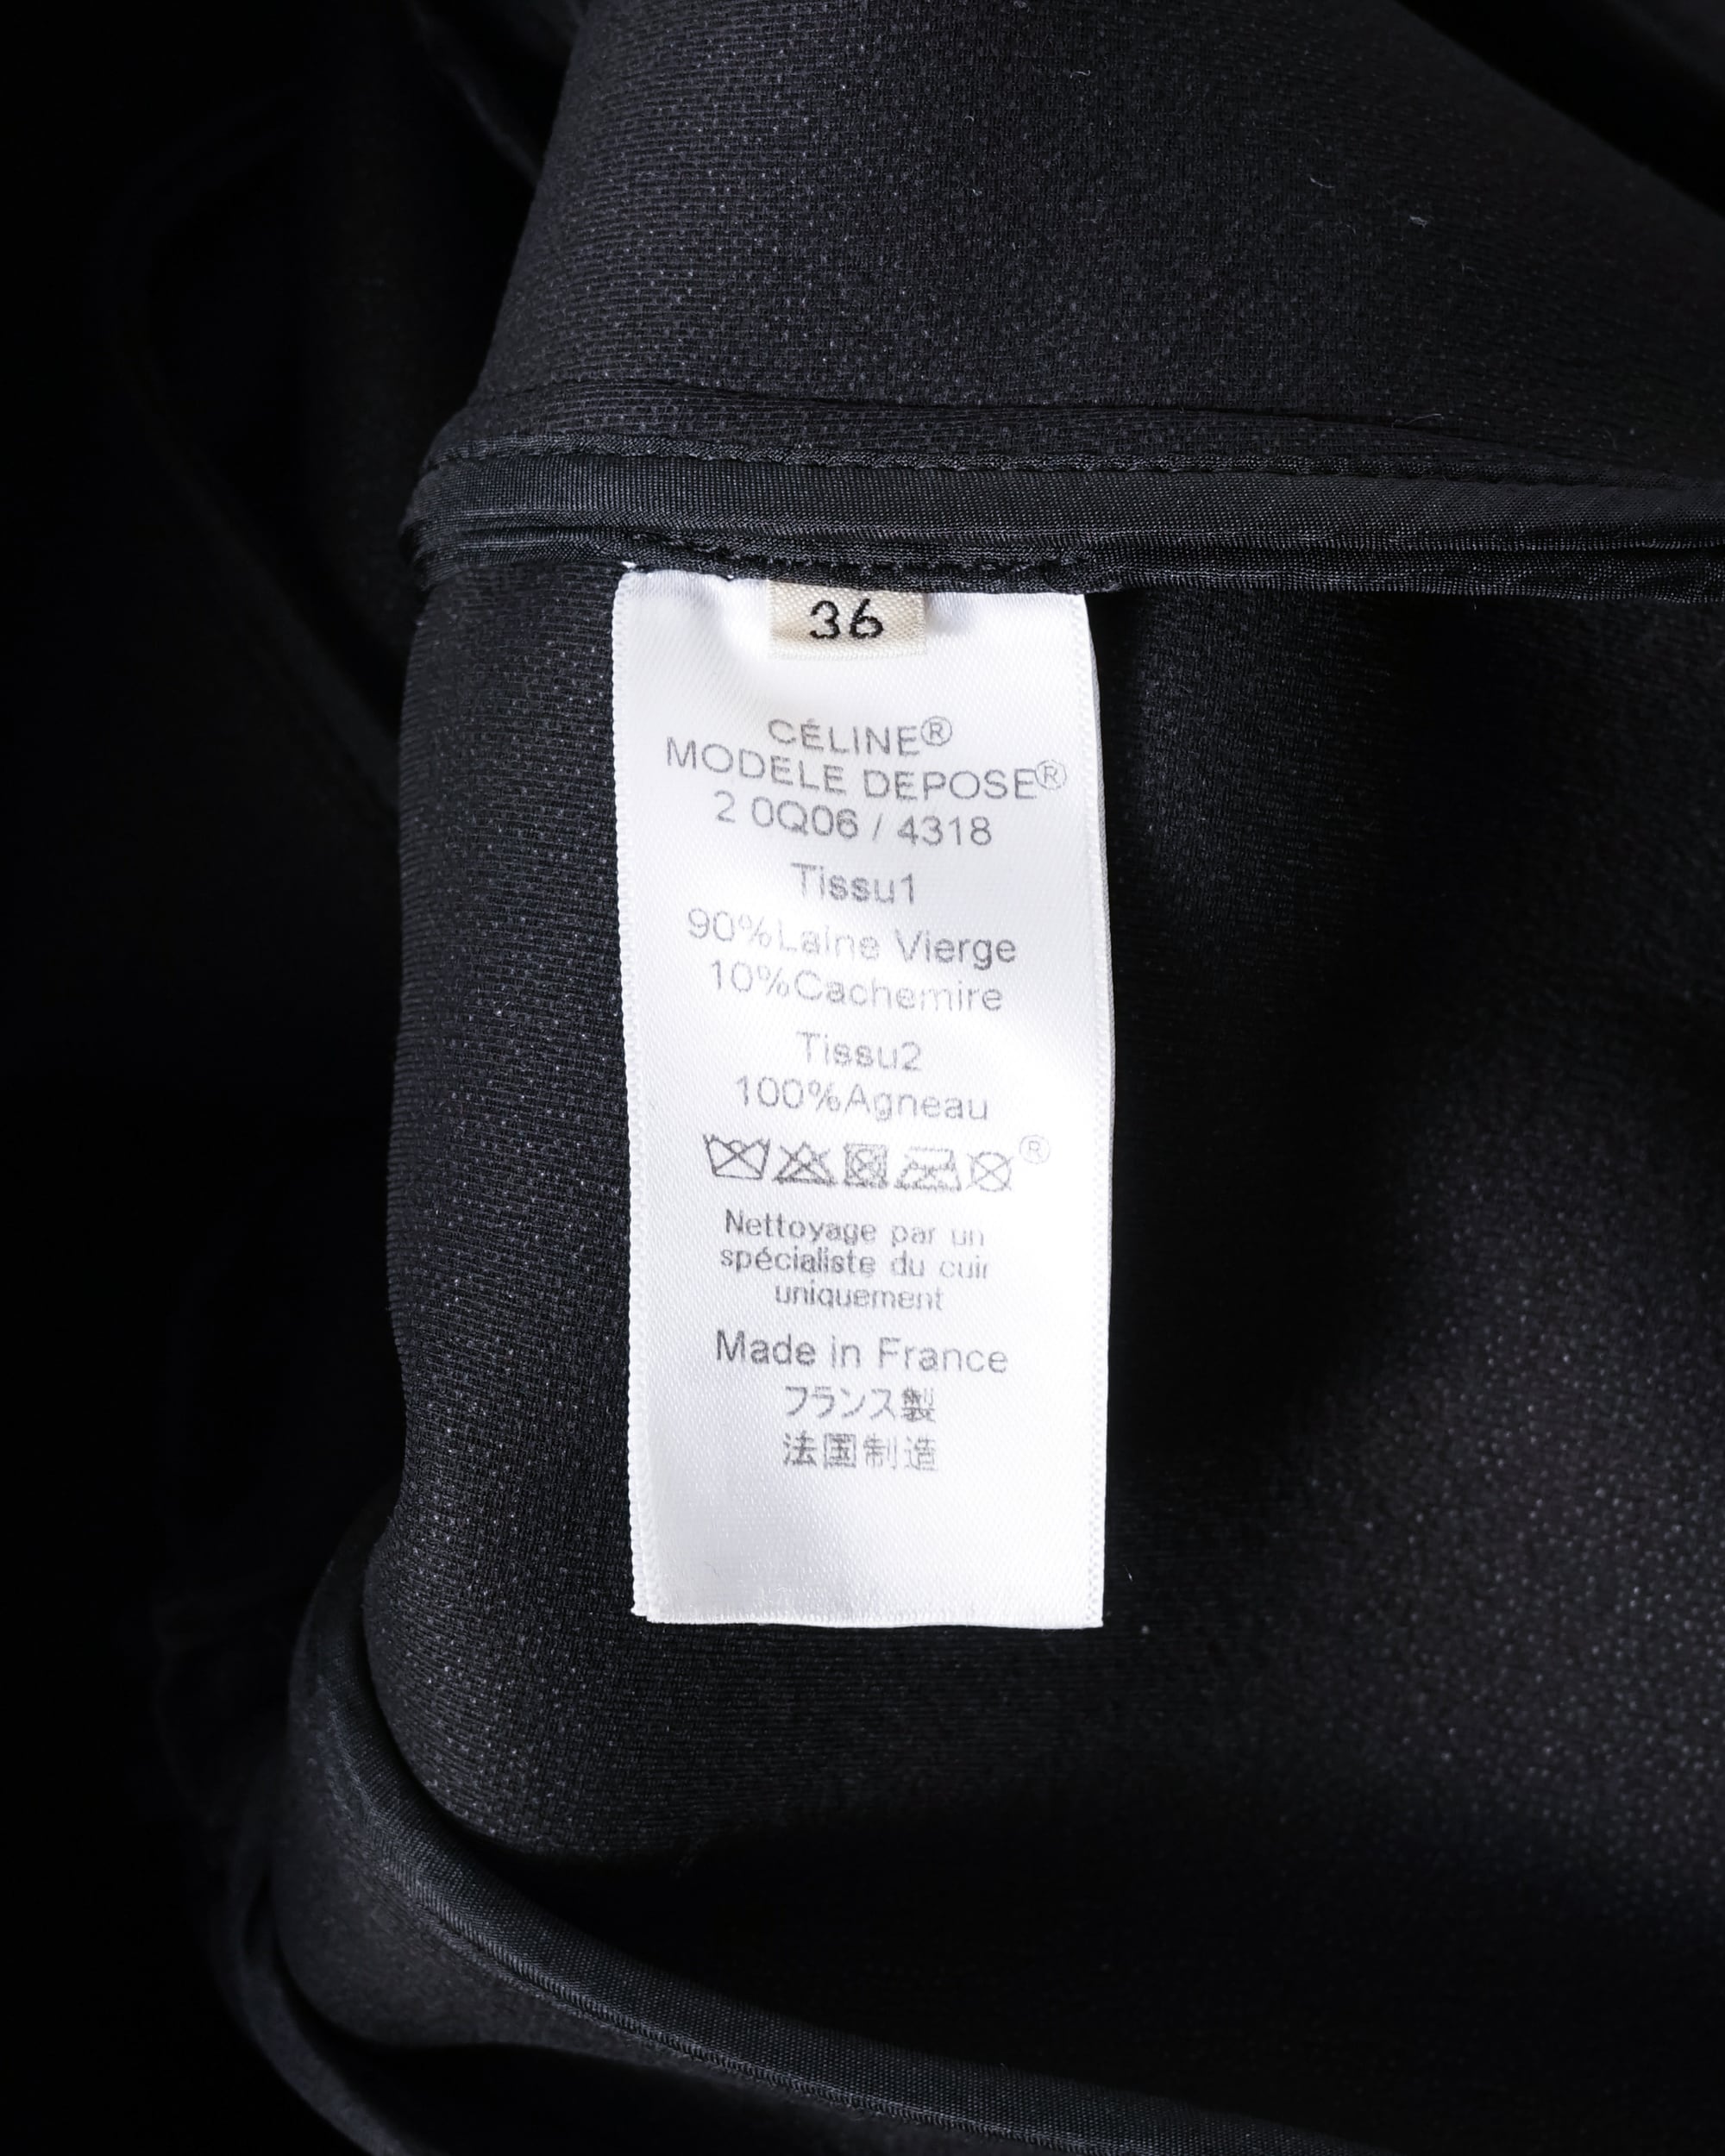 36
CÉLINE®
MODELE DEPOSE®
2 0Q06 / 4318
Tissu1
90%Laine Vierge
10%Cachemire
Tissu2
100%Agneau
®
Nettoyage par un
spécialiste du cuir
uniquement
Made in France
フランス製
法国制造